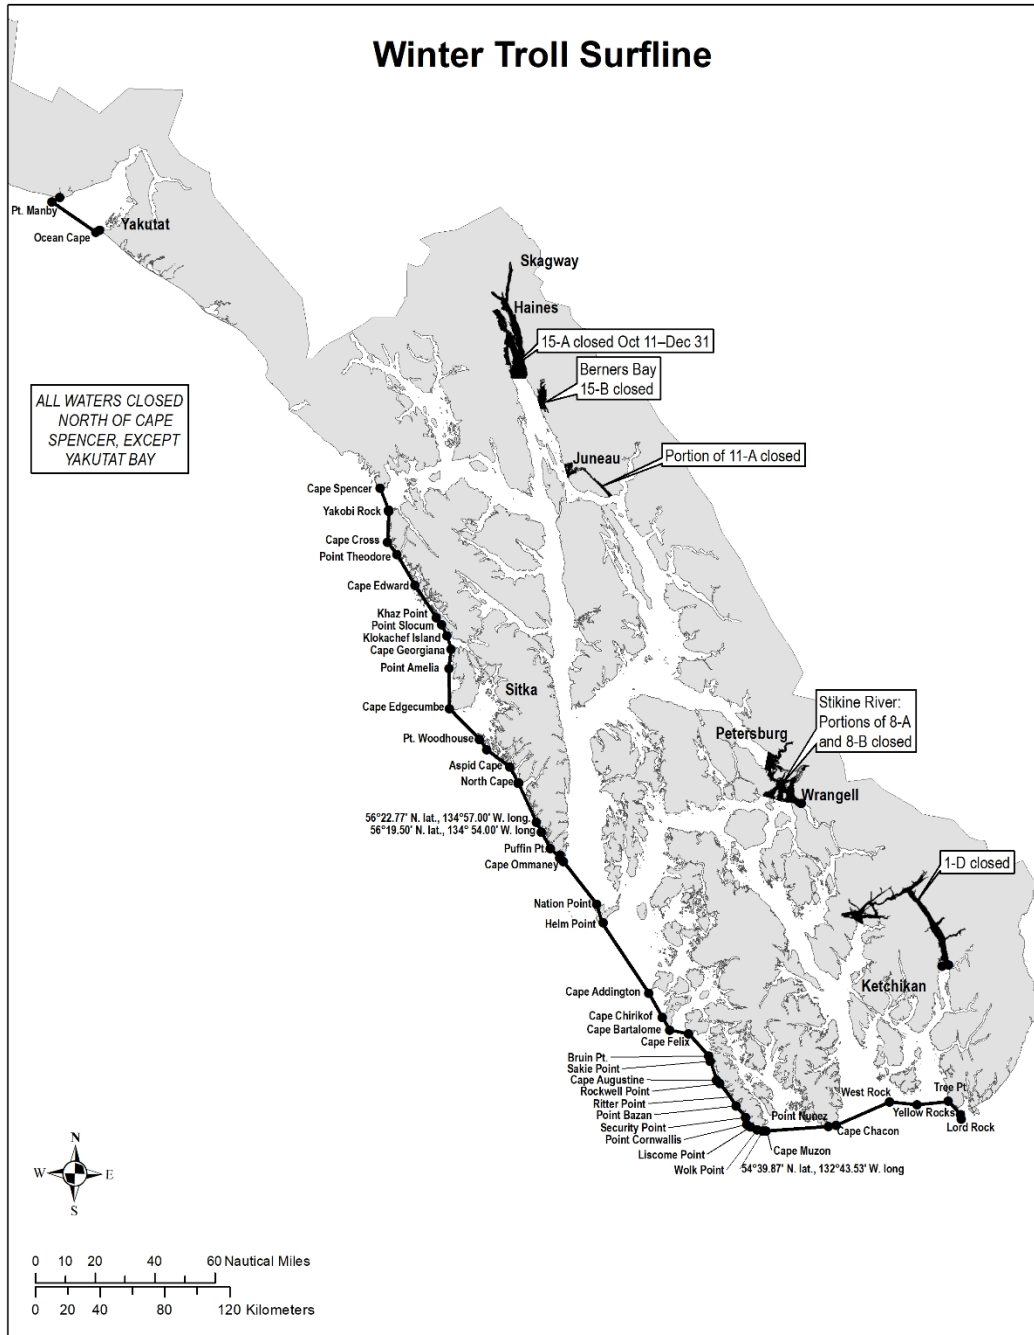 Winter Troll Surfline
Pt. Manby
Yakutat
Ocean Cape
Skagway
Haines
15-A closed Oct 11–Dec 31
Berners Bay
15-B closed
ALL WATERS CLOSED
NORTH OF CAPE
SPENCER, EXCEPT
YAKUTAT BAY
Juneau
Portion of 11-A closed
Cape Spencer
Yakobi Rock
Cape Cross
Point Theodore
Cape Edward
Khaz Point
Point Slocum
Klokachef Island
Cape Georgiana
Point Amelia
Sitka
Cape Edgecumbe
Stikine River:
Portions of 8-A
and 8-B closed
Petersburg
Pt. Woodhouse
Aspid Cape
North Cape
Wrangell
56°22.77' N. lat., 134°57.00' W. long.
56°19.50' N. lat., 134° 54.00' W. long
Puffin Pt.
Cape Ommaney
1-D closed
Nation Point
Helm Point
Ketchikan
Cape Addington
Cape Chirikof
Cape Bartalome
Cape Felix
Bruin Pt.
Sakie Point
Cape Augustine
Rockwell Point
Ritter Point
Point Bazan
Security Point
Point Cornwallis
Liscome Point
Wolk Point
West Rock
Tree Pt.
Yellow Rocks
Lord Rock
Point Nunez
Cape Chacon
Cape Muzon
54°39.87' N. lat., 132°43.53' W. long
N
W
E
S
0 10 20 40 60 Nautical Miles
0 20 40 80 120 Kilometers